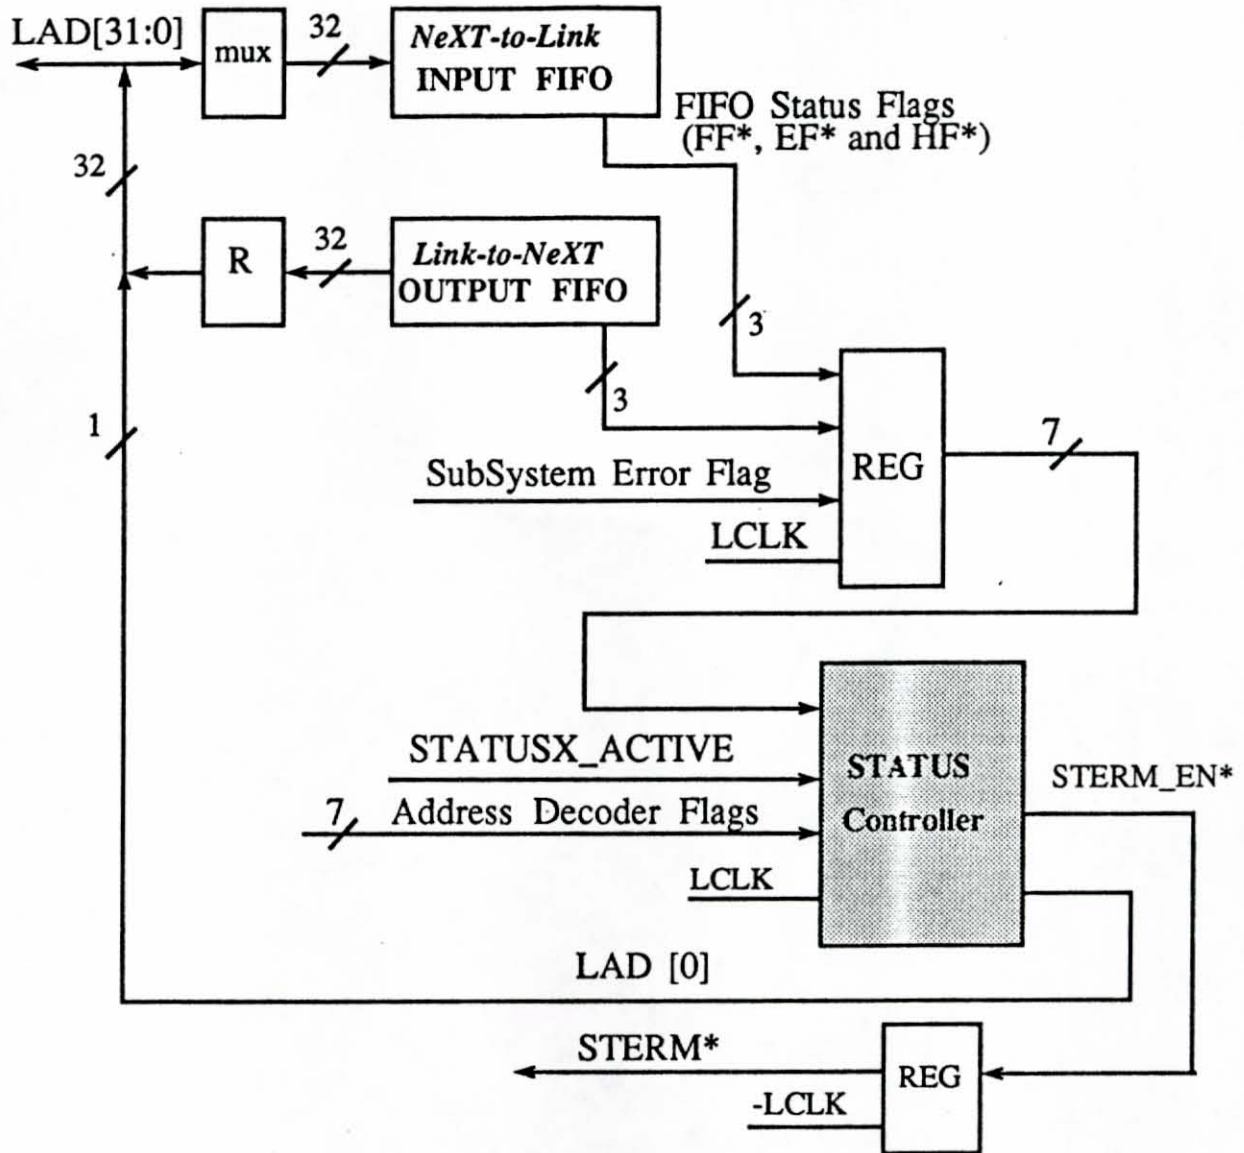 LAD[31:0]
mux
32
NeXT-to-Link
INPUT FIFO
FIFO Status Flags
(FF*, EF* and HF*)
32
R
32
Link-to-NeXT
OUTPUT FIFO
3
3
1
REG
7
SubSystem Error Flag
LCLK
STATUSX_ACTIVE
7
Address Decoder Flags
LCLK
STATUS
Controller
STERM_EN*
LAD [0]
STERM*
REG
-LCLK